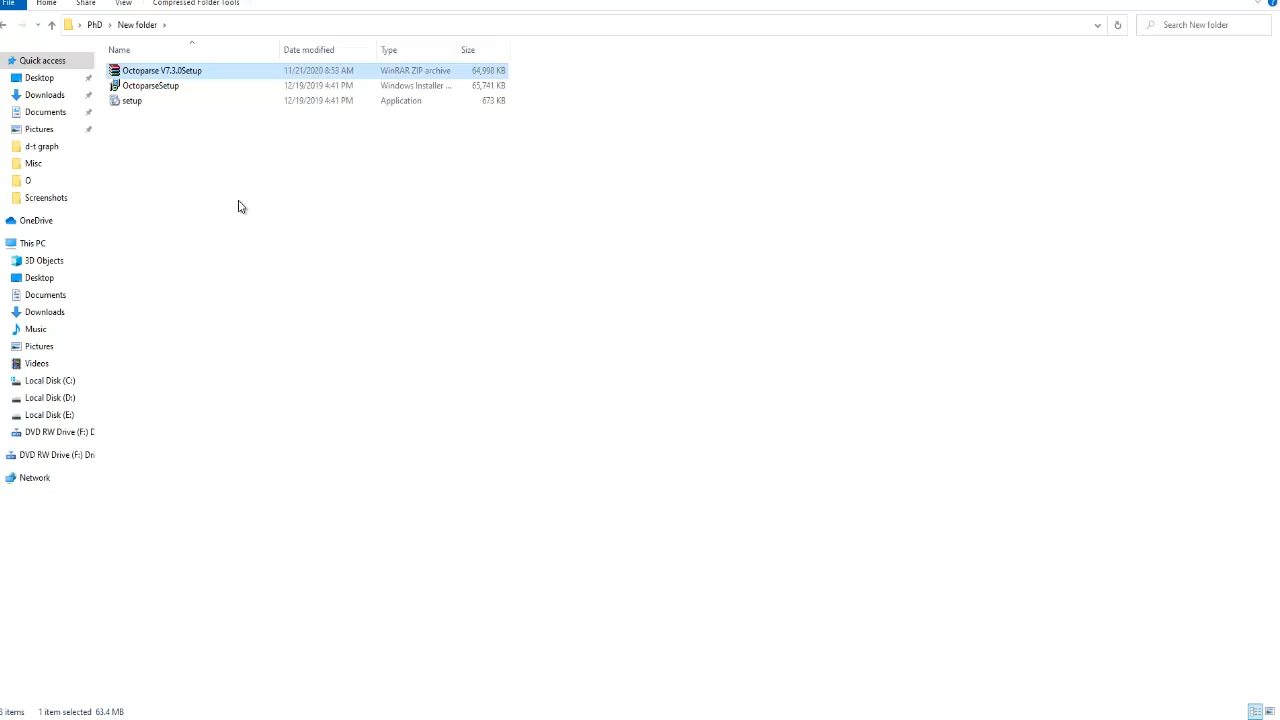 File Home Share View Compressed Folder Tools
PhD New folder Search New folder
Name Date modified Type Size
Quick access
Octoparse V7.3.0Setup 11/21/2020 8:53 AM WinRAR ZIP archive 64,998 KB
Desktop
OctoparseSetup 12/19/2019 4:41 PM Windows Installer ... 65,741 KB
Downloads
setup 12/19/2019 4:41 PM Application 673 KB
Documents
Pictures
d-t graph
Misc
O
Screenshots
OneDrive
This PC
3D Objects
Desktop
Documents
Downloads
Music
Pictures
Videos
Local Disk (C:)
Local Disk (D:)
Local Disk (E:)
DVD RW Drive (F:) D
DVD RW Drive (F:) Dri
Network
3 items 1 item selected 63.4 MB